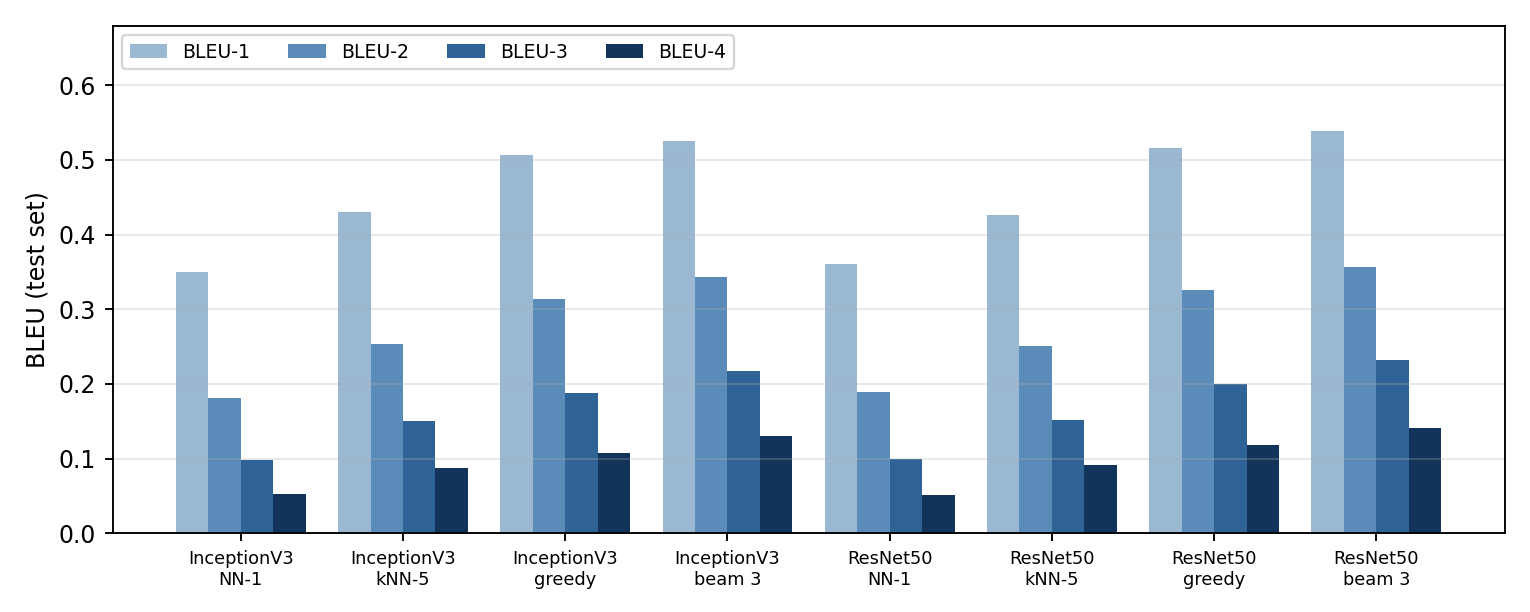 BLEU-1 BLEU-2 BLEU-3 BLEU-4
BLEU (test set)
0.6
0.5
0.4
0.3
0.2
0.1
0.0
InceptionV3
NN-1
InceptionV3
kNN-5
InceptionV3
greedy
InceptionV3
beam 3
ResNet50
NN-1
ResNet50
kNN-5
ResNet50
greedy
ResNet50
beam 3